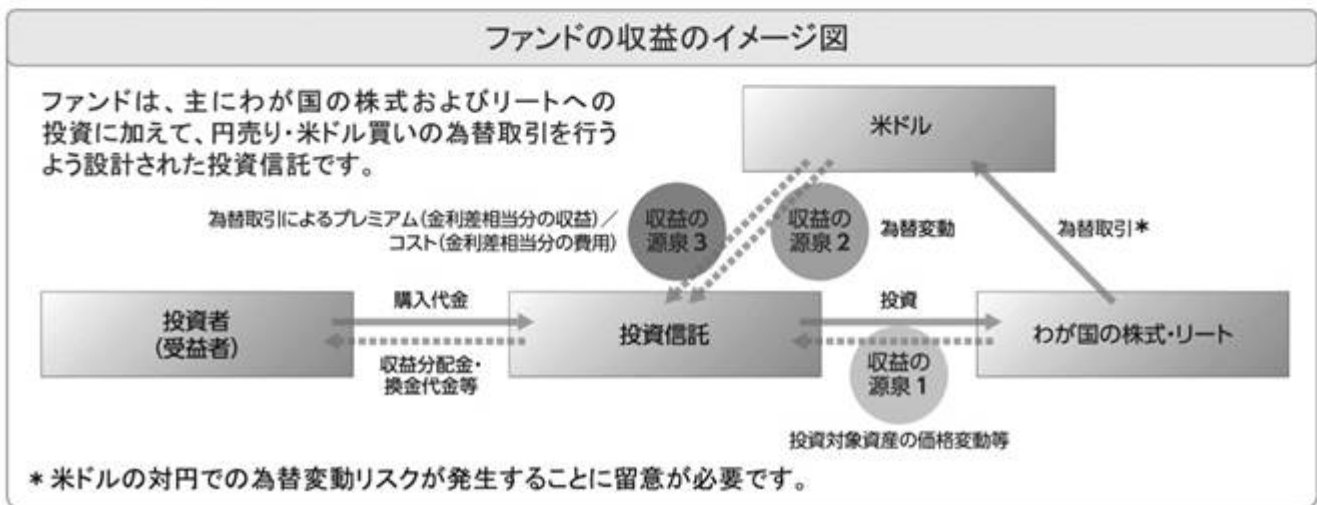 ファンドの収益のイメージ図
ファンドは、主にわが国の株式およびリートへの
投資に加えて、円売り・米ドル買いの為替取引を行う
よう設計された投資信託です。
米ドル
為替取引によるプレミアム(金利差相当分の収益)／
コスト(金利差相当分の費用)
収益の
源泉3
収益の
源泉2
為替変動
為替取引*
投資者
(受益者)
購入代金
収益分配金・
換金代金等
投資信託
投資
収益の
源泉1
投資対象資産の価格変動等
わが国の株式・リート
* 米ドルの対円での為替変動リスクが発生することに留意が必要です。